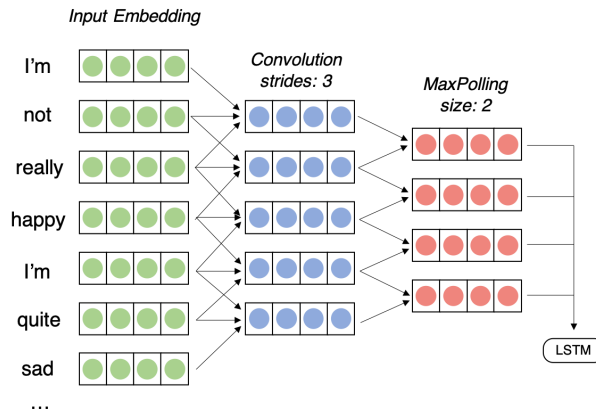 Input Embedding
Convolution
strides: 3
MaxPolling
size: 2
I'm
not
really
happy
I'm
quite
sad
...
LSTM